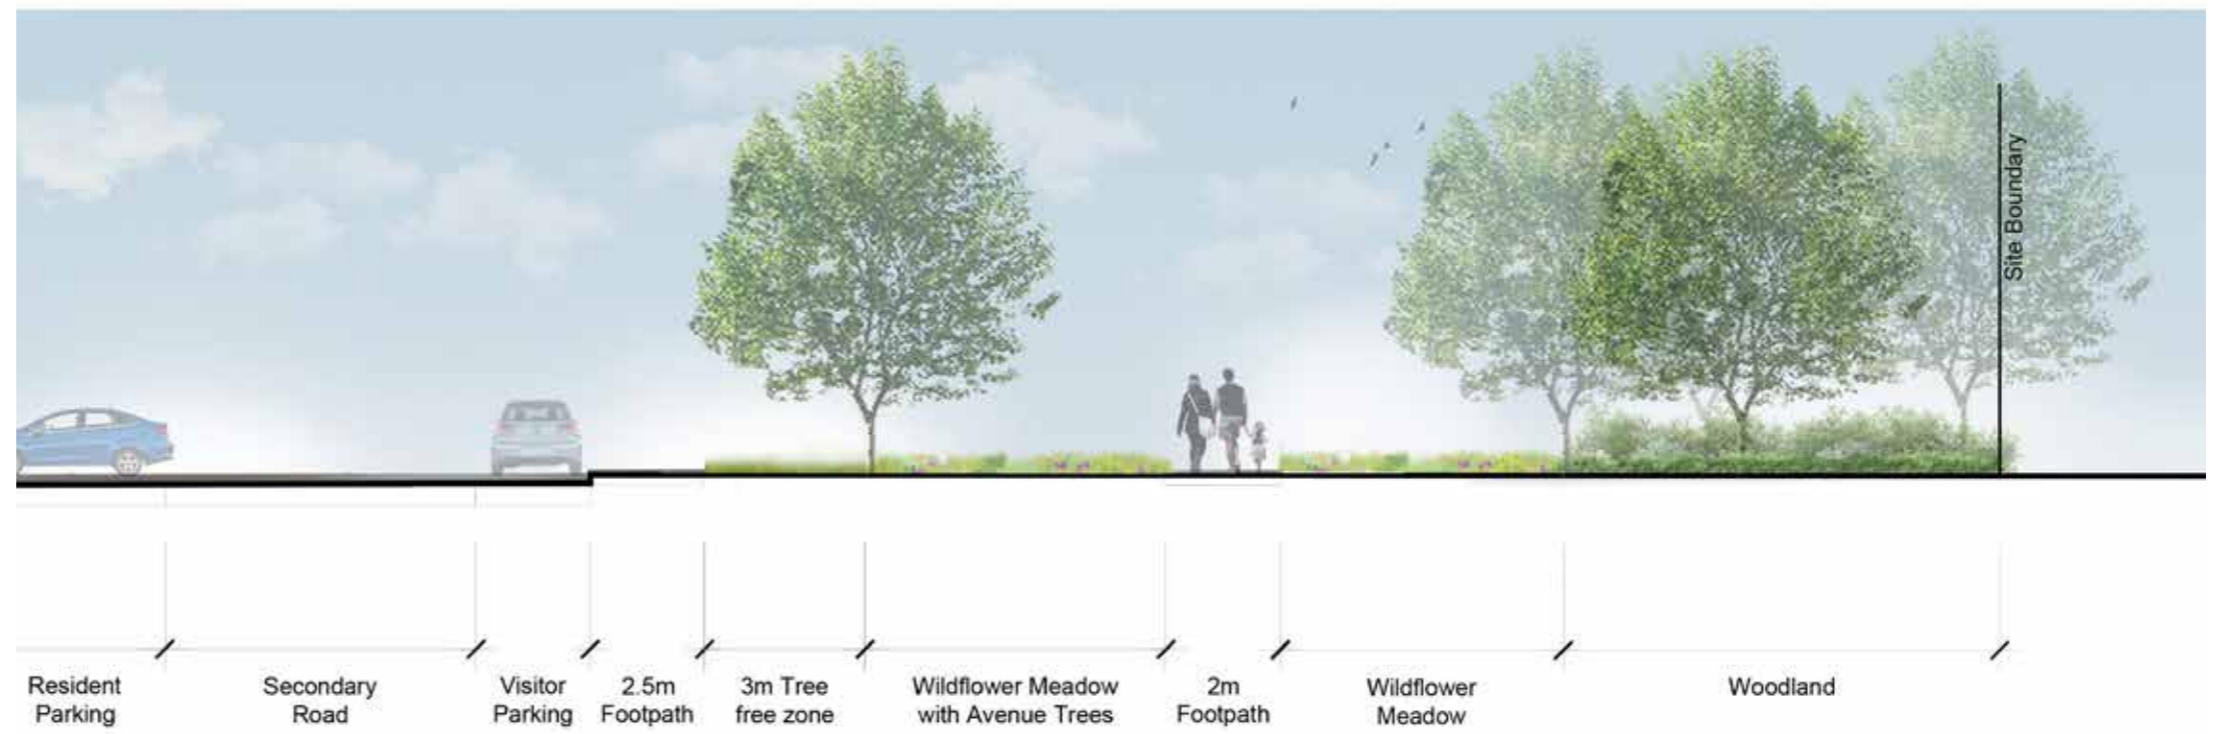 Site Boundary
Resident
Parking
Secondary
Road
Visitor
Parking
2.5m
Footpath
3m Tree
free zone
Wildflower Meadow
with Avenue Trees
2m
Footpath
Wildflower
Meadow
Woodland